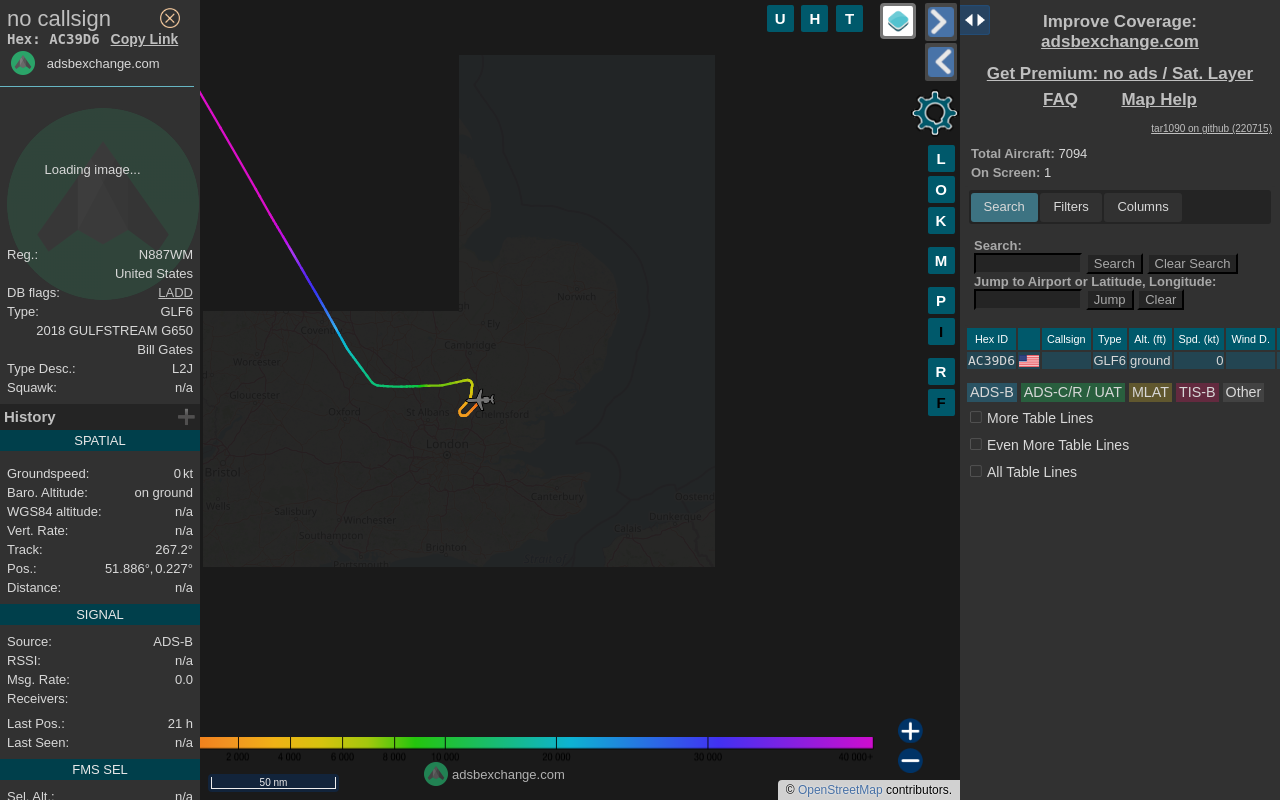 no callsign
Hex: AC39D6 Copy Link
adsbexchange.com
Loading image...
Reg.: N887WM
United States
DB flags: LADD
Type: GLF6
2018 GULFSTREAM G650
Bill Gates
Type Desc.: L2J
Squawk: n/a
History
SPATIAL
Groundspeed: 0 kt
Baro. Altitude: on ground
WGS84 altitude: n/a
Vert. Rate: n/a
Track: 267.2°
Pos.: 51.886°, 0.227°
Distance: n/a
SIGNAL
Source: ADS-B
RSSI: n/a
Msg. Rate: 0.0
Receivers:
Last Pos.: 21 h
Last Seen: n/a
FMS SEL
Sel. Alt.: n/a
U H T
L
O
K
M
P
I
R
F
Norwich
Ely
Cambridge
Worcester
Gloucester
Oxford
St Albans
Chelmsford
London
Bristol
Wells
Salisbury
Winchester
Southampton
Brighton
Canterbury
Dunkerque
2 000 4 000 6 000 8 000 10 000 20 000 30 000 40 000+
adsbexchange.com
50 nm
© OpenStreetMap contributors.
Improve Coverage:
adsbexchange.com
Get Premium: no ads / Sat. Layer
FAQ Map Help
tar1090 on github (220715)
Total Aircraft: 7094
On Screen: 1
Search Filters Columns
Search:
Search Clear Search
Jump to Airport or Latitude, Longitude:
Jump Clear
Hex ID Callsign Type Alt. (ft) Spd. (kt) Wind D.
AC39D6 GLF6 ground 0
ADS-B ADS-C/R / UAT MLAT TIS-B Other
More Table Lines
Even More Table Lines
All Table Lines